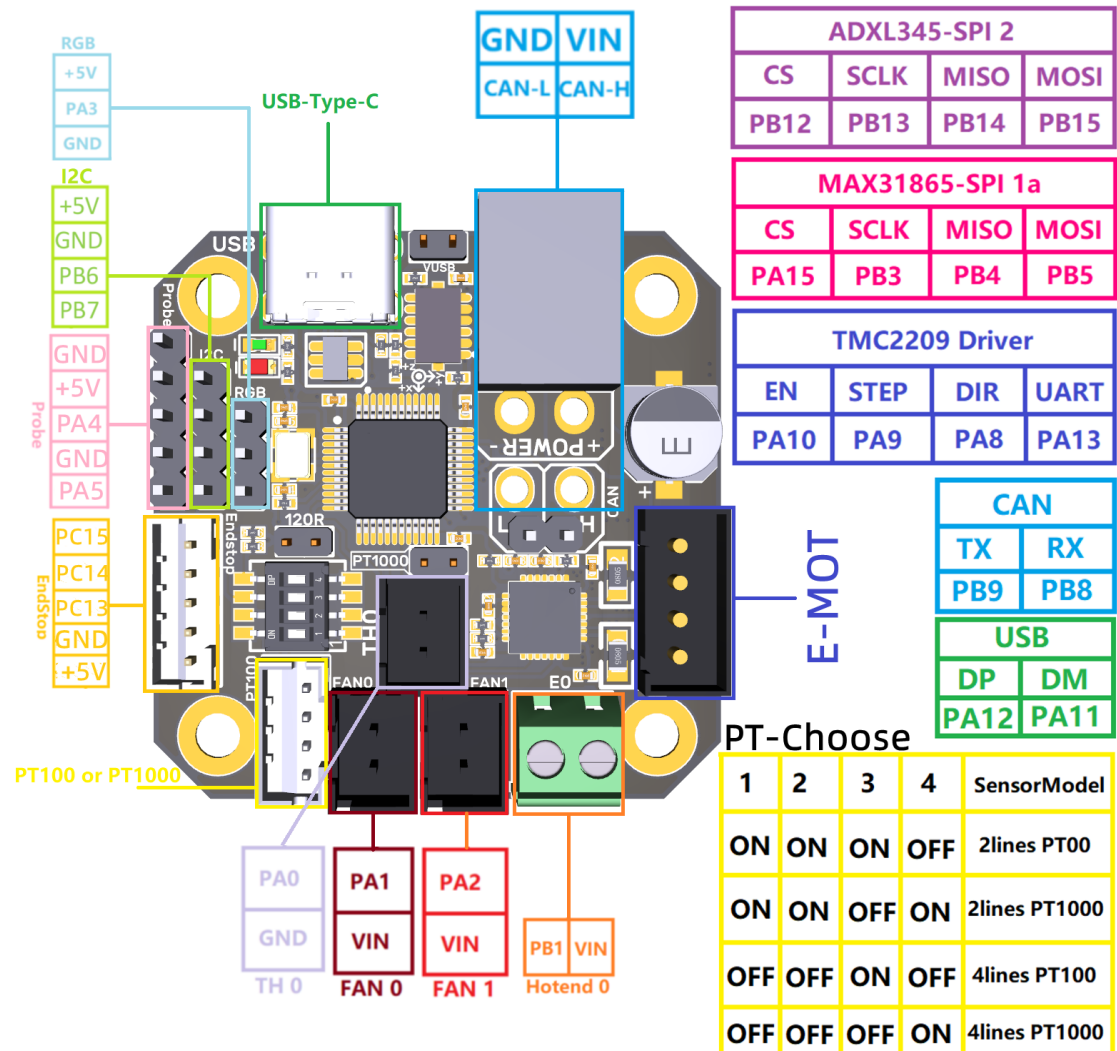 RGB
+5V
PA3
GND
I2C
+5V
GND
PB6
PB7
GND
+5V
PA4
GND
PA5
Probe
PC15
PC14
PC13
GND
+5V
EndStop
PT100 or PT1000
USB-Type-C
GND VIN
CAN-L CAN-H
USB
VUSB
Probe
I2C
RGB
+z
+x
+Y
+POWER-
E
+
CAN
L
H
Endstop
120R
PT1000
DIP
ON
4
3
2
1
TH0
PT100
FAN0
FAN1
E0
E-MOT
PA0
GND
TH 0
PA1
VIN
FAN 0
PA2
VIN
FAN 1
PB1 VIN
Hotend 0
ADXL345-SPI 2
CS SCLK MISO MOSI
PB12 PB13 PB14 PB15
MAX31865-SPI 1a
CS SCLK MISO MOSI
PA15 PB3 PB4 PB5
TMC2209 Driver
EN STEP DIR UART
PA10 PA9 PA8 PA13
CAN
TX RX
PB9 PB8
USB
DP DM
PA12 PA11
PT-Choose
1 2 3 4 SensorModel
ON ON ON OFF 2lines PT00
ON ON OFF ON 2lines PT1000
OFF OFF ON OFF 4lines PT100
OFF OFF OFF ON 4lines PT1000